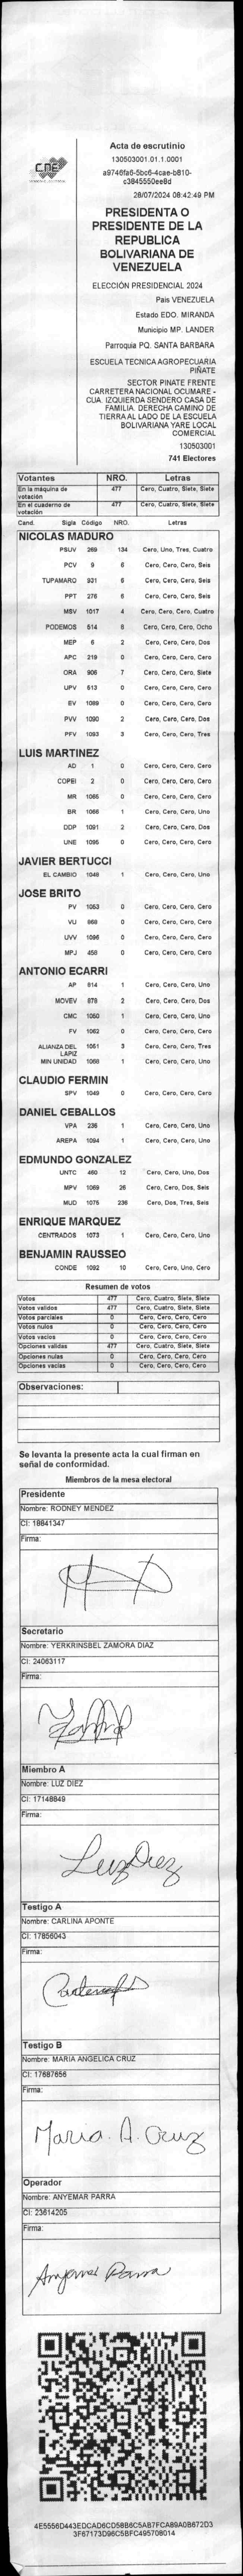 CNE
Acta de escrutinio
130503001.01.1.0001
a9746fa6-5bc6-4cae-b810-
c3845550ee8d
28/07/2024 08:42:49 PM
PRESIDENTA O
PRESIDENTE DE LA
REPUBLICA
BOLIVARIANA DE
VENEZUELA
ELECCIÓN PRESIDENCIAL 2024
Pais VENEZUELA
Estado EDO. MIRANDA
Municipio MP. LANDER
Parroquia PQ. SANTA BARBARA
ESCUELA TECNICA AGROPECUARIA
PIÑATE
SECTOR PINATE FRENTE
CARRETERA NACIONAL OCUMARE -
CUA IZQUIERDA SENDERO CASA DE
FAMILIA. DERECHA CAMINO DE
TIERRA AL LADO DE LA ESCUELA
BOLIVARIANA YARE LOCAL
COMERCIAL
130503001
741 Electores
Votantes NRO. Letras
En la máquina de votación 477 Cero, Cuatro, Siete, Siete
En el cuaderno de votación 477 Cero, Cuatro, Siete, Siete
Cand. Sigla Código NRO. Letras
NICOLAS MADURO
PSUV 269 134 Cero, Uno, Tres, Cuatro
PCV 9 6 Cero, Cero, Cero, Seis
TUPAMARO 931 6 Cero, Cero, Cero, Seis
PPT 276 6 Cero, Cero, Cero, Seis
MSV 1017 4 Cero, Cero, Cero, Cuatro
PODEMOS 514 8 Cero, Cero, Cero, Ocho
MEP 6 2 Cero, Cero, Cero, Dos
APC 219 0 Cero, Cero, Cero, Cero
ORA 906 7 Cero, Cero, Cero, Siete
UPV 513 0 Cero, Cero, Cero, Cero
EV 1089 0 Cero, Cero, Cero, Cero
PVV 1090 2 Cero, Cero, Cero, Dos
PFV 1093 3 Cero, Cero, Cero, Tres
LUIS MARTINEZ
AD 1 0 Cero, Cero, Cero, Cero
COPEI 2 0 Cero, Cero, Cero, Cero
MR 1065 0 Cero, Cero, Cero, Cero
BR 1066 1 Cero, Cero, Cero, Uno
DDP 1091 2 Cero, Cero, Cero, Dos
UNE 1095 0 Cero, Cero, Cero, Cero
JAVIER BERTUCCI
EL CAMBIO 1048 1 Cero, Cero, Cero, Uno
JOSE BRITO
PV 1053 0 Cero, Cero, Cero, Cero
VU 868 0 Cero, Cero, Cero, Cero
UVV 1096 0 Cero, Cero, Cero, Cero
MPJ 458 0 Cero, Cero, Cero, Cero
ANTONIO ECARRI
AP 814 1 Cero, Cero, Cero, Uno
MOVEV 878 2 Cero, Cero, Cero, Dos
CMC 1050 1 Cero, Cero, Cero, Uno
FV 1062 0 Cero, Cero, Cero, Cero
ALIANZA DEL LAPIZ 1051 3 Cero, Cero, Cero, Tres
MIN UNIDAD 1068 1 Cero, Cero, Cero, Uno
CLAUDIO FERMIN
SPV 1049 0 Cero, Cero, Cero, Cero
DANIEL CEBALLOS
VPA 236 1 Cero, Cero, Cero, Uno
AREPA 1094 1 Cero, Cero, Cero, Uno
EDMUNDO GONZALEZ
UNTC 460 12 Cero, Cero, Uno, Dos
MPV 1069 26 Cero, Cero, Dos, Seis
MUD 1075 236 Cero, Dos, Tres, Seis
ENRIQUE MARQUEZ
CENTRADOS 1073 1 Cero, Cero, Cero, Uno
BENJAMIN RAUSSEO
CONDE 1092 10 Cero, Cero, Uno, Cero
Resumen de votos
Votos 477 Cero, Cuatro, Siete, Siete
Votos validos 477 Cero, Cuatro, Siete, Siete
Votos parciales 0 Cero, Cero, Cero, Cero
Votos nulos 0 Cero, Cero, Cero, Cero
Votos vacios 0 Cero, Cero, Cero, Cero
Opciones validas 477 Cero, Cuatro, Siete, Siete
Opciones nulas 0 Cero, Cero, Cero, Cero
Opciones vacias 0 Cero, Cero, Cero, Cero
Observaciones:
Se levanta la presente acta la cual firman en
señal de conformidad.
Miembros de la mesa electoral
Presidente
Nombre: RODNEY MENDEZ
CI: 18841347
Firma:
Secretario
Nombre: YERKRINSBEL ZAMORA DIAZ
CI: 24063117
Firma:
Miembro A
Nombre: LUZ DIEZ
CI: 17148849
Firma:
Luz Diez
Testigo A
Nombre: CARLINA APONTE
CI: 17856043
Firma:
Testigo B
Nombre: MARIA ANGELICA CRUZ
CI: 17687656
Firma:
Maria. A. Cruz
Operador
Nombre: ANYEMAR PARRA
CI: 23614205
Firma:
Anyemar Parra
4E5556D443EDCAD6CD58B6C5AB7FCA89A0B672D3
3F67173D96C5BFC495708014